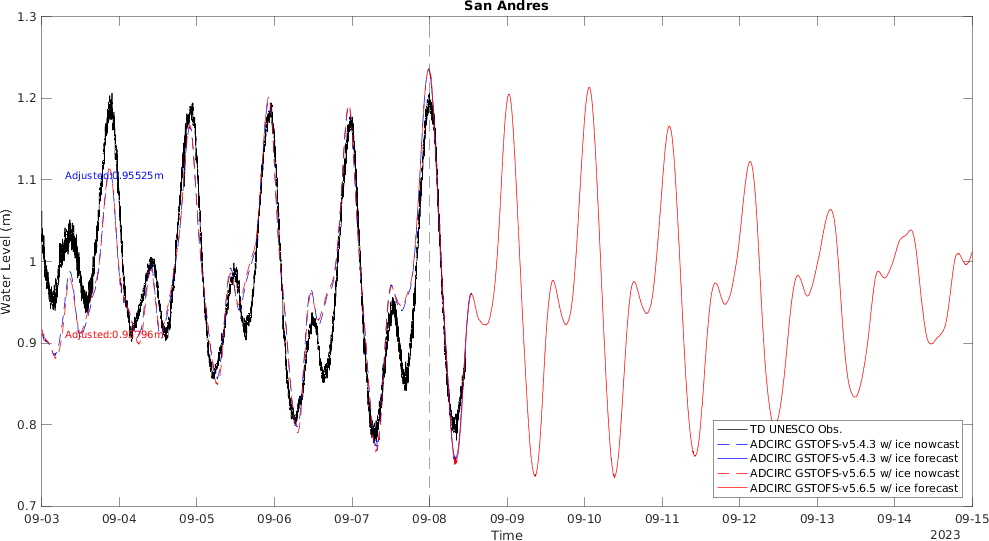 San Andres
1.3
1.2
1.1
1
0.9
0.8
0.7
Water Level (m)
Adjusted:0.95525m
TD UNESCO Obs.
ADCIRC GSTOFS-v5.4.3 w/ ice nowcast
ADCIRC GSTOFS-v5.4.3 w/ ice forecast
ADCIRC GSTOFS-v5.6.5 w/ ice nowcast
ADCIRC GSTOFS-v5.6.5 w/ ice forecast
09-03 09-04 09-05 09-06 09-07 09-08 09-09 09-10 09-11 09-12 09-13 09-14 09-15
Time
2023